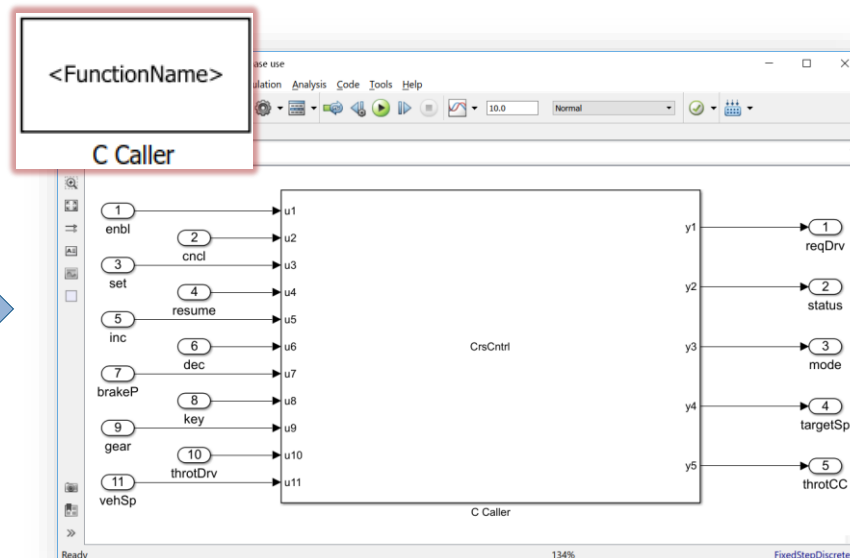 <FunctionName>
C Caller
ase use
ulation Analysis Code Tools Help
10.0 Normal
1
enbl
2
cncl
3
set
4
resume
5
inc
6
dec
7
brakeP
8
key
9
gear
10
throtDrv
11
vehSp
u1
u2
u3
u4
u5
u6
u7
u8
u9
u10
u11
CrsCntrl
y1
y2
y3
y4
y5
1
reqDrv
2
status
3
mode
4
targetSp
5
throtCC
C Caller
Ready 134% FixedStepDiscrete